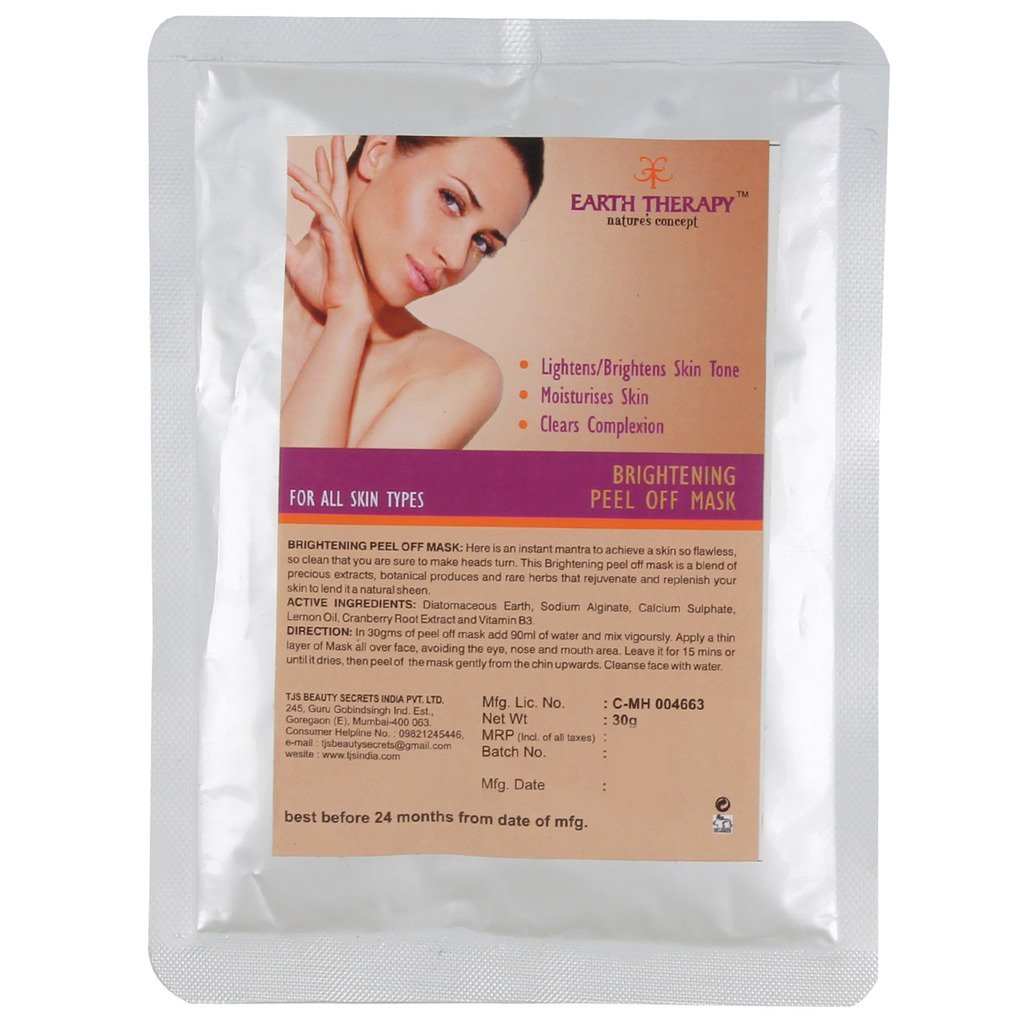 EARTH THERAPY™
nature's concept
• Lightens/Brightens Skin Tone
• Moisturises Skin
• Clears Complexion
FOR ALL SKIN TYPES
BRIGHTENING
PEEL OFF MASK
BRIGHTENING PEEL OFF MASK: Here is an instant mantra to achieve a skin so flawless,
so clean that you are sure to make heads turn. This Brightening peel off mask is a blend of
precious extracts, botanical produces and rare herbs that rejuvenate and replenish your
skin to lend it a natural sheen.
ACTIVE INGREDIENTS: Diatomaceous Earth, Sodium Alginate, Calcium Sulphate,
Lemon Oil, Cranberry Root Extract and Vitamin B3.
DIRECTION: In 30gms of peel off mask add 90ml of water and mix vigoursly. Apply a thin
layer of Mask all over face, avoiding the eye, nose and mouth area. Leave it for 15 mins or
until it dries, then peel of the mask gently from the chin upwards. Cleanse face with water.
TJS BEAUTY SECRETS INDIA PVT. LTD.
245, Guru Gobindsingh Ind. Est.,
Goregaon (E), Mumbai-400 063.
Consumer Helpline No. : 09821245446,
e-mail : tjsbeautysecrets@gmail.com
wesite : www.tjsindia.com
Mfg. Lic. No. : C-MH 004663
Net Wt : 30g
MRP (Incl. of all taxes) :
Batch No. :
Mfg. Date :
best before 24 months from date of mfg.